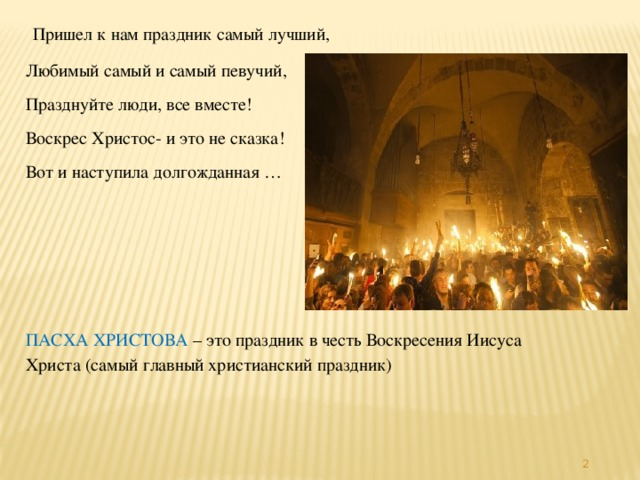 Пришел к нам праздник самый лучший,
Любимый самый и самый певучий,
Празднуйте люди, все вместе!
Воскрес Христос- и это не сказка!
Вот и наступила долгожданная …
ПАСХА ХРИСТОВА – это праздник в честь Воскресения Иисуса
Христа (самый главный христианский праздник)
2